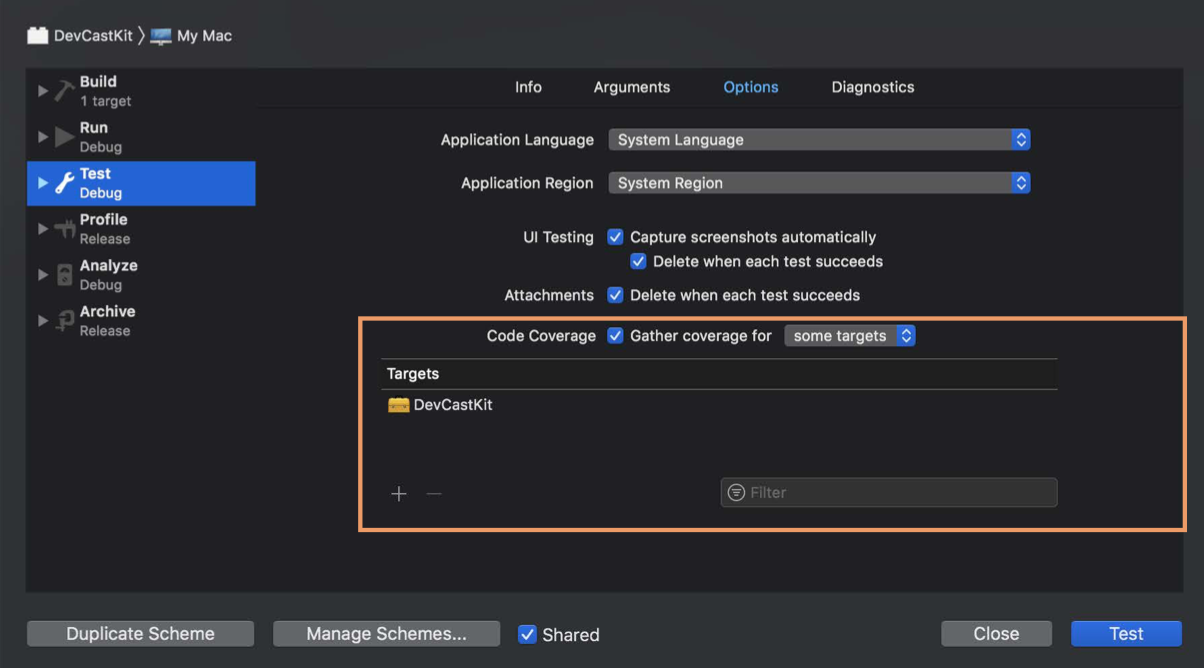 DevCastKit My Mac
Build
1 target
Run
Debug
Test
Debug
Profile
Release
Analyze
Debug
Archive
Release
Info Arguments Options Diagnostics
Application Language System Language
Application Region System Region
UI Testing Capture screenshots automatically
Delete when each test succeeds
Attachments Delete when each test succeeds
Code Coverage Gather coverage for some targets
Targets
DevCastKit
Filter
Duplicate Scheme Manage Schemes... Shared Close Test